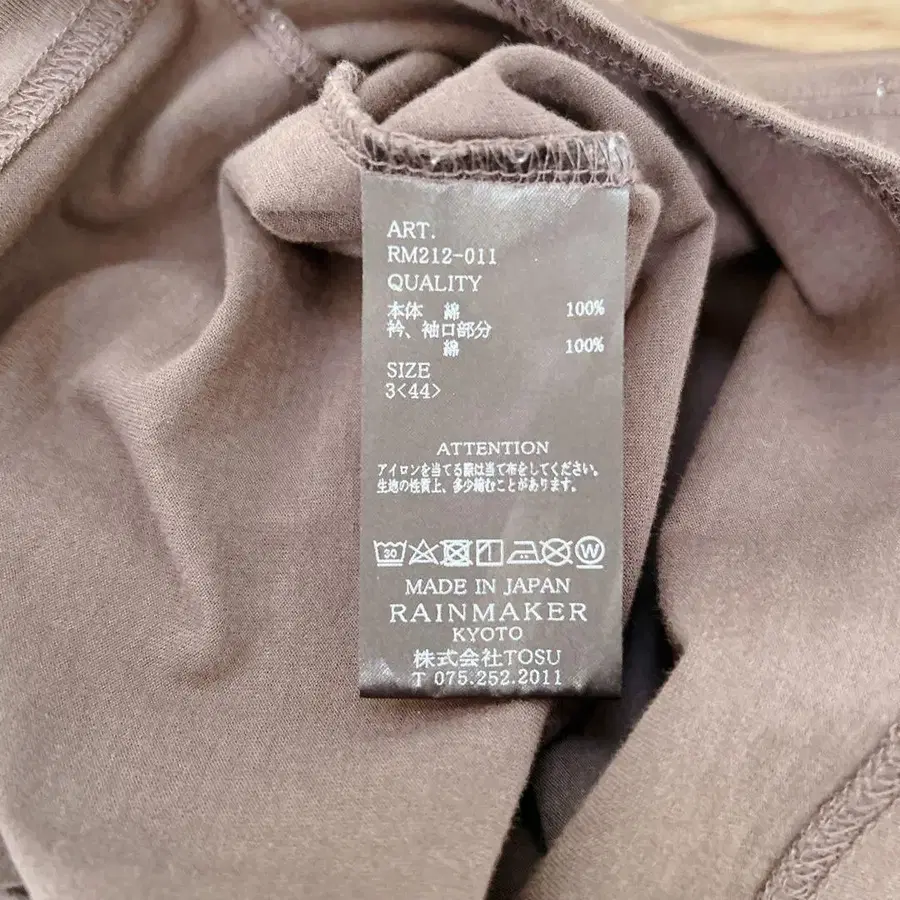 ART.
RM212-011
QUALITY
本体 綿 100%
衿、袖口部分
綿 100%
SIZE
3<44>
ATTENTION
アイロンを当てる際は当て布をしてください。
生地の性質上、多少縮むことがあります。
30 W
MADE IN JAPAN
RAINMAKER
KYOTO
株式会社TOSU
T 075.252.2011